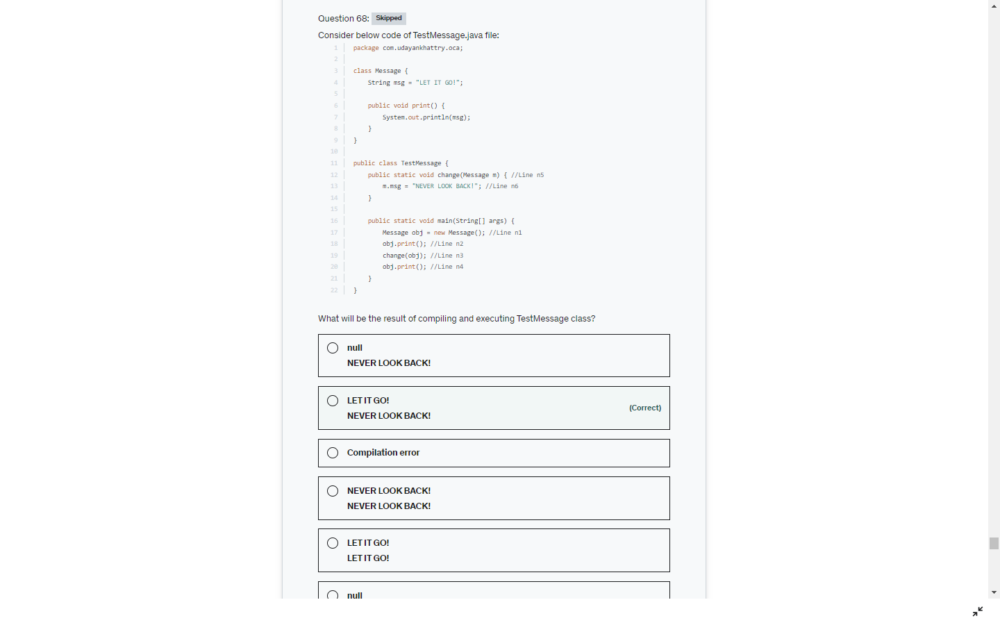 Question 68: Skipped
Consider below code of TestMessage.java file:
1 package com.udayankhattry.oca;
2
3 class Message {
4 String msg = "LET IT GO!";
5
6 public void print() {
7 System.out.println(msg);
8 }
9 }
10
11 public class TestMessage {
12 public static void change(Message m) { //Line n5
13 m.msg = "NEVER LOOK BACK!"; //Line n6
14 }
15
16 public static void main(String[] args) {
17 Message obj = new Message(); //Line n1
18 obj.print(); //Line n2
19 change(obj); //Line n3
20 obj.print(); //Line n4
21 }
22 }
What will be the result of compiling and executing TestMessage class?
null
NEVER LOOK BACK!
LET IT GO!
(Correct)
NEVER LOOK BACK!
Compilation error
NEVER LOOK BACK!
NEVER LOOK BACK!
LET IT GO!
LET IT GO!
null